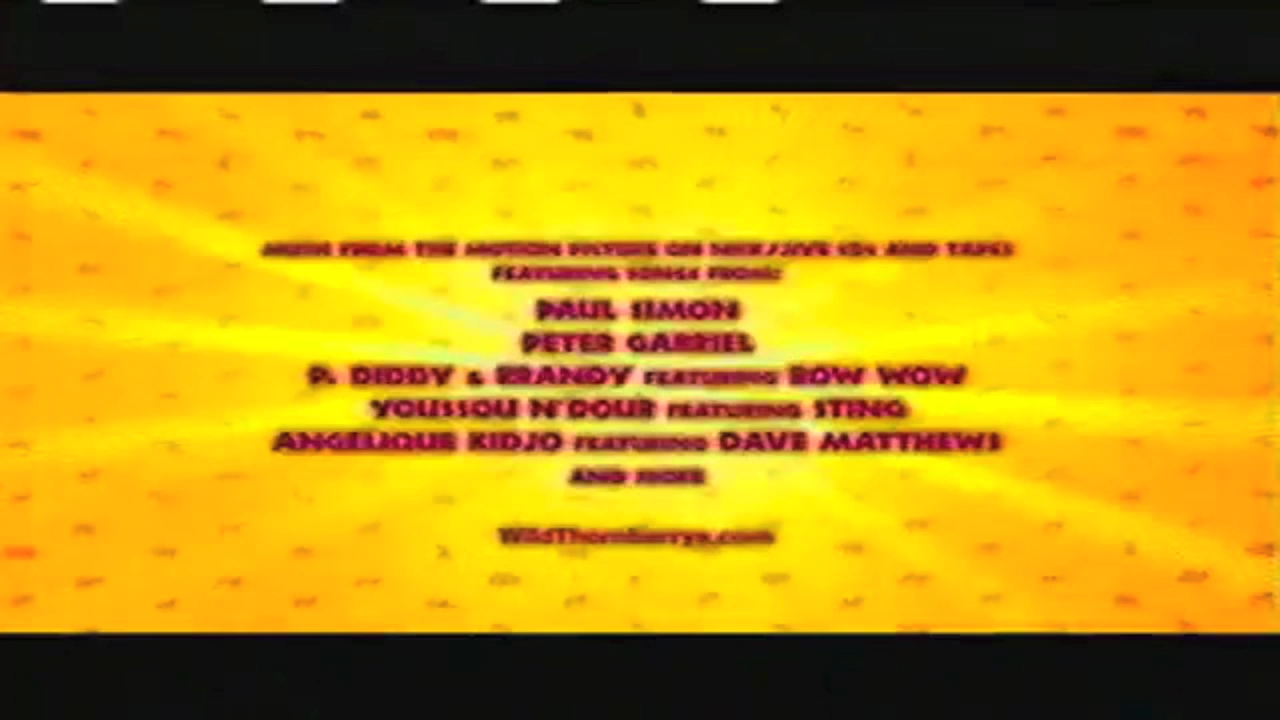 MUSIC FROM THE MOTION PICTURE ON NICK/JIVE CDs AND TAPES
FEATURING SONGS FROM:
PAUL SIMON
PETER GABRIEL
P. DIDDY & BRANDY FEATURING BOW WOW
YOUSSOU N'DOUR FEATURING STING
ANGELIQUE KIDJO FEATURING DAVE MATTHEWS
AND MORE
WildThornberrys.com